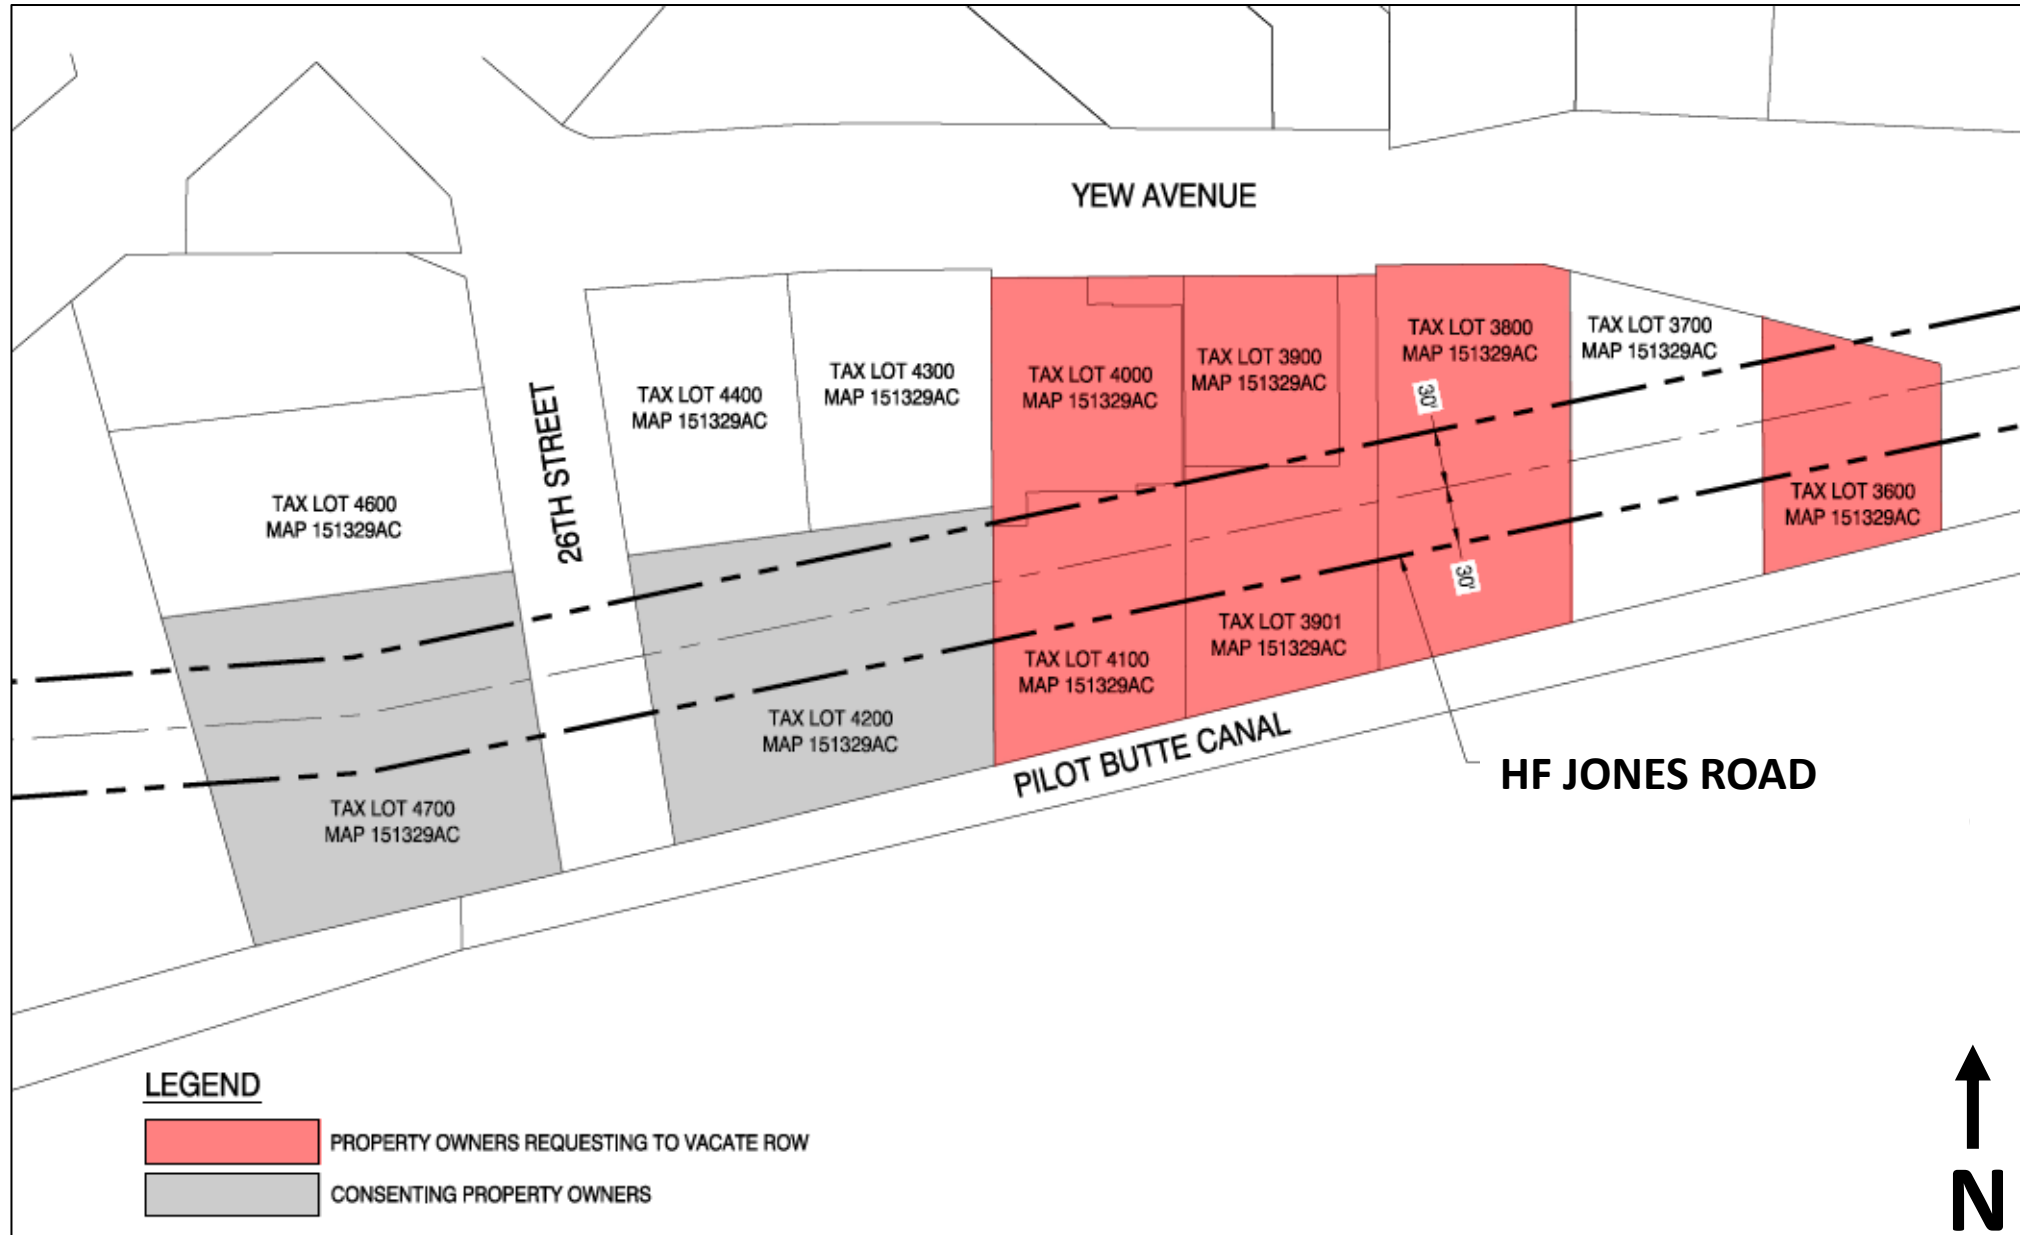 YEW AVENUE
TAX LOT 3800
MAP 151329AC
TAX LOT 3700
MAP 151329AC
TAX LOT 3900
MAP 151329AC
TAX LOT 4000
MAP 151329AC
TAX LOT 4300
MAP 151329AC
TAX LOT 4400
MAP 151329AC
26TH STREET
30'
TAX LOT 4600
MAP 151329AC
TAX LOT 3600
MAP 151329AC
30'
TAX LOT 3901
MAP 151329AC
TAX LOT 4100
MAP 151329AC
TAX LOT 4200
MAP 151329AC
PILOT BUTTE CANAL
HF JONES ROAD
TAX LOT 4700
MAP 151329AC
LEGEND
PROPERTY OWNERS REQUESTING TO VACATE ROW
CONSENTING PROPERTY OWNERS
N